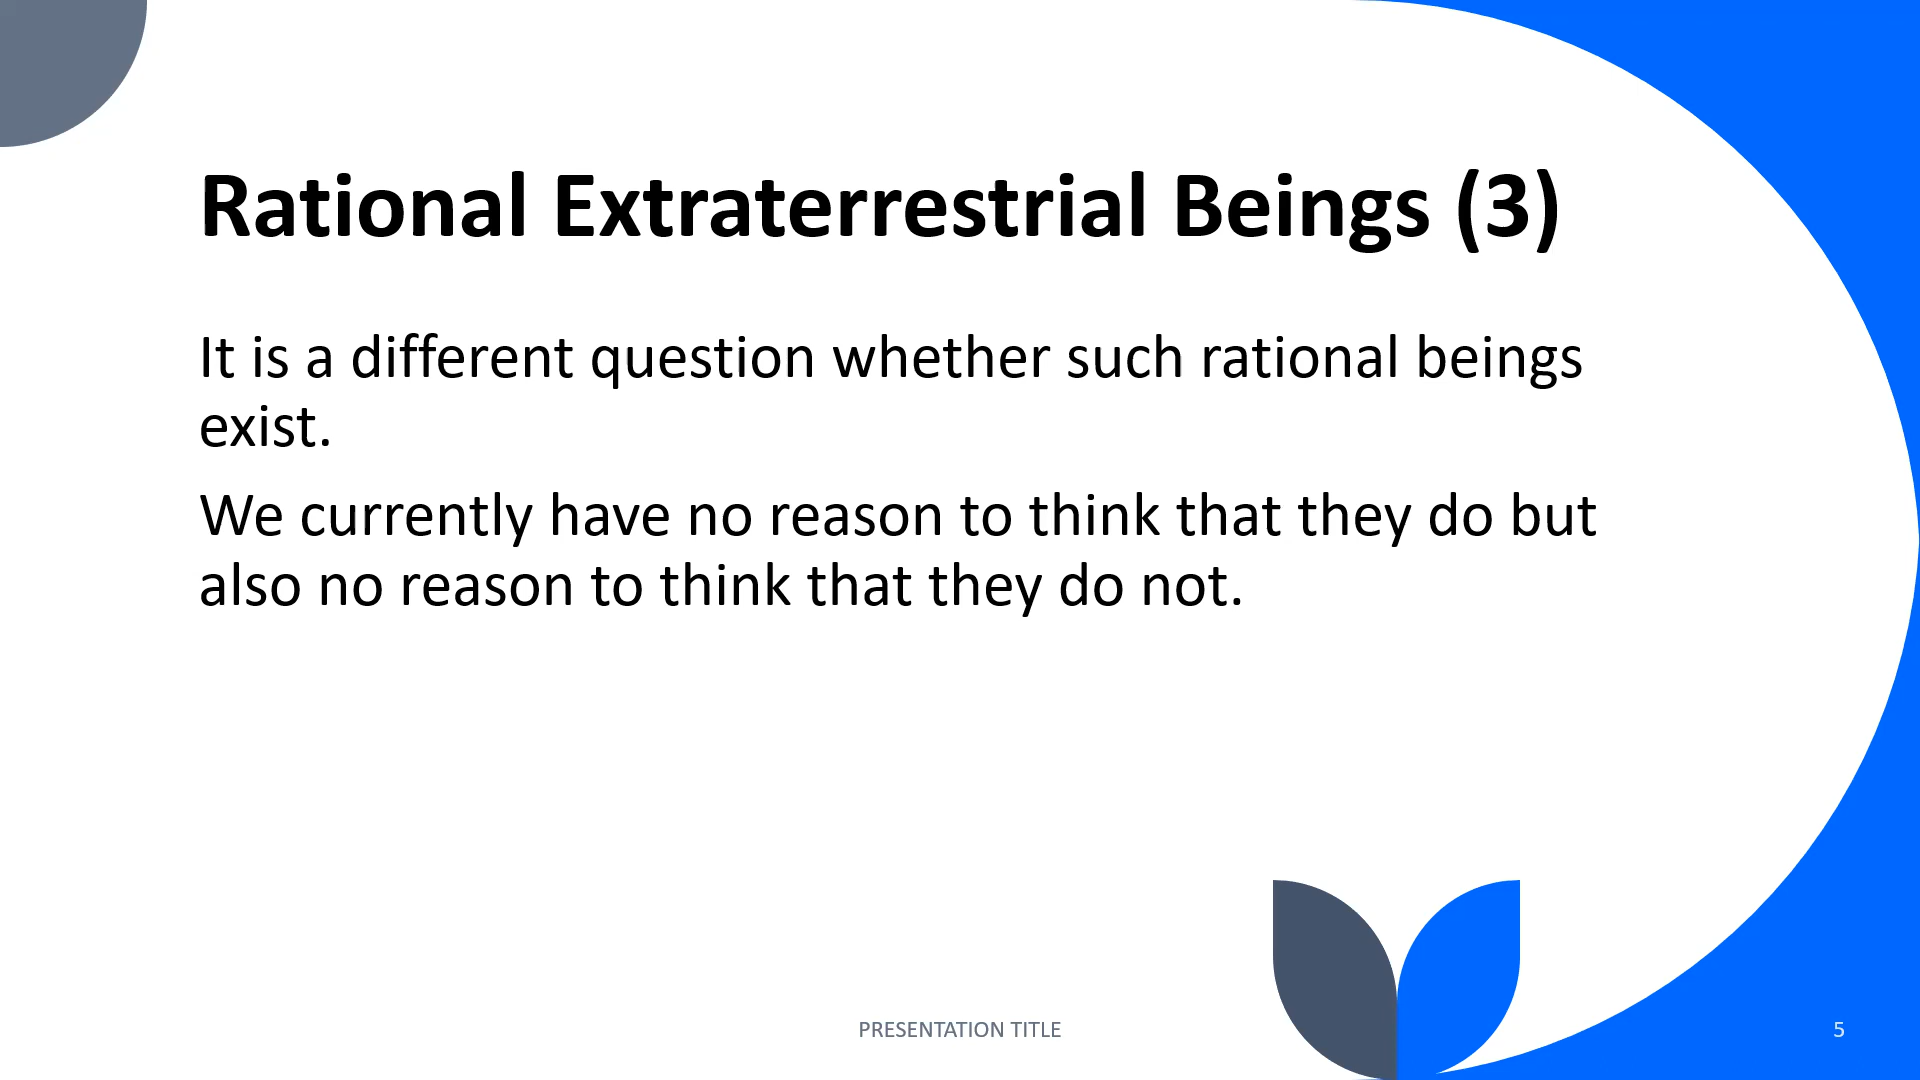 Rational Extraterrestrial Beings (3)
It is a different question whether such rational beings
exist.
We currently have no reason to think that they do but
also no reason to think that they do not.
PRESENTATION TITLE
5